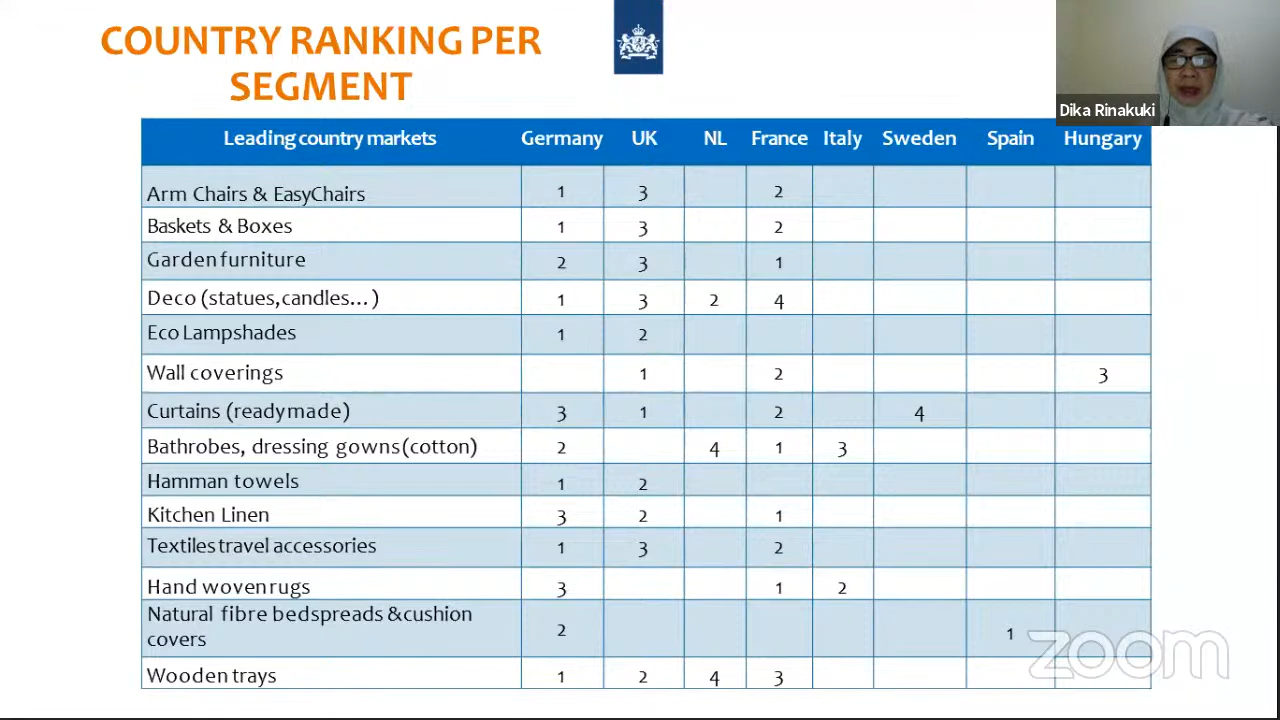 COUNTRY RANKING PER
SEGMENT
Dika Rinakuki
Leading country markets Germany UK NL France Italy Sweden Spain Hungary
Arm Chairs & EasyChairs 1 3 2
Baskets & Boxes 1 3 2
Garden furniture 2 3 1
Deco (statues,candles...) 1 3 2 4
Eco Lampshades 1 2
Wall coverings 1 2 3
Curtains (readymade) 3 1 2 4
Bathrobes, dressing gowns(cotton) 2 4 1 3
Hamman towels 1 2
Kitchen Linen 3 2 1
Textiles travel accessories 1 3 2
Hand woven rugs 3 1 2
Natural fibre bedspreads &cushion
covers 2 1
Wooden trays 1 2 4 3
zoom